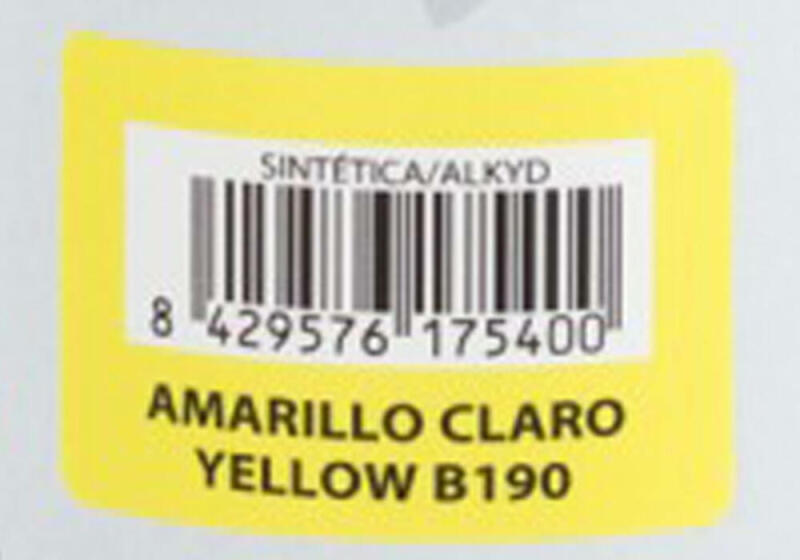 SINTÉTICA/ALKYD
8 429576 175400
AMARILLO CLARO
YELLOW B190